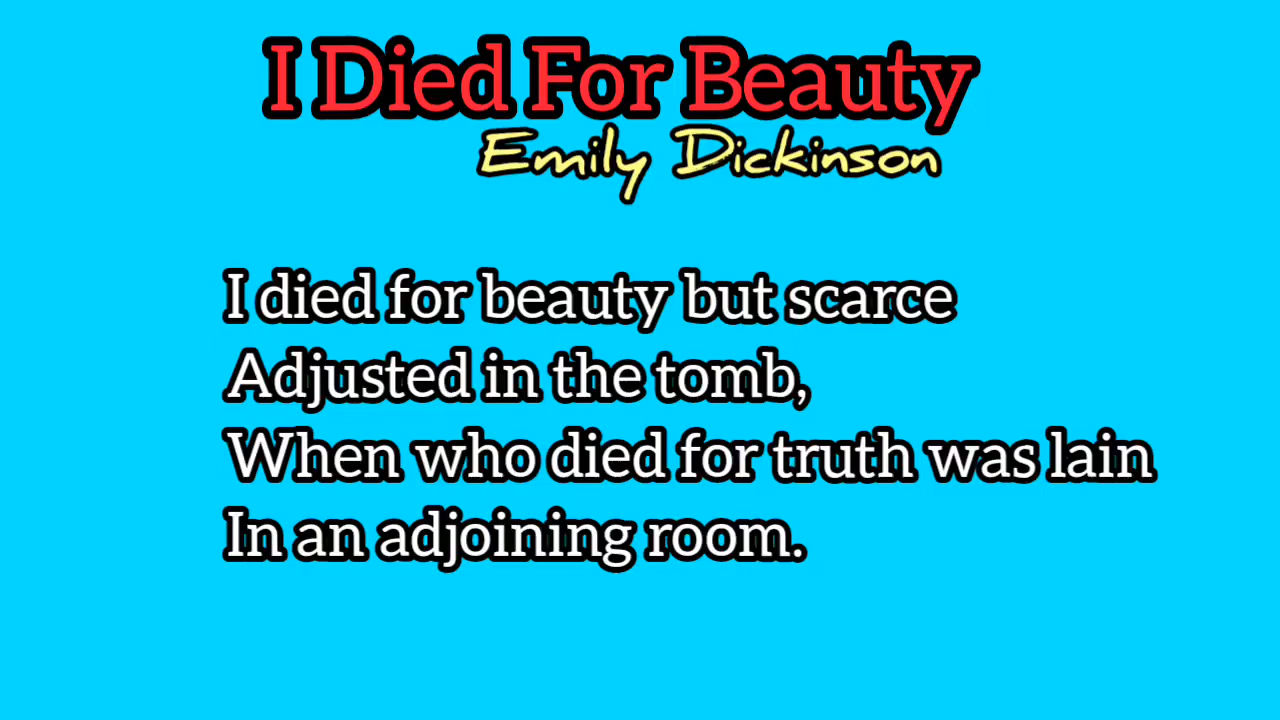 I Died For Beauty
Emily Dickinson
I died for beauty but scarce
Adjusted in the tomb,
When who died for truth was lain
In an adjoining room.